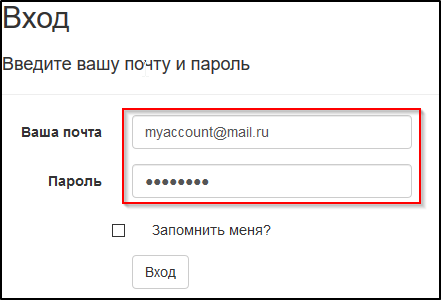 Вход
Введите вашу почту и пароль
Ваша почта myaccount@mail.ru
Пароль ●●●●●●●●
Запомнить меня?
Вход